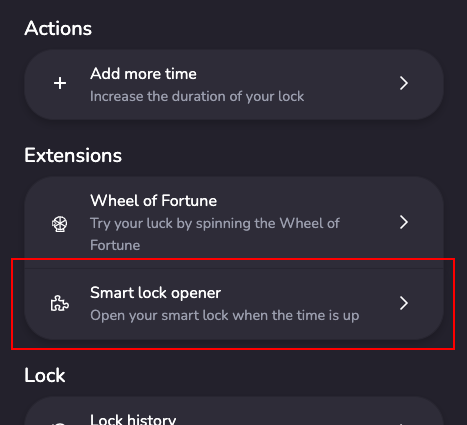 Actions
Add more time
Increase the duration of your lock
Extensions
Wheel of Fortune
Try your luck by spinning the Wheel of
Fortune
Smart lock opener
Open your smart lock when the time is up
Lock
Lock history